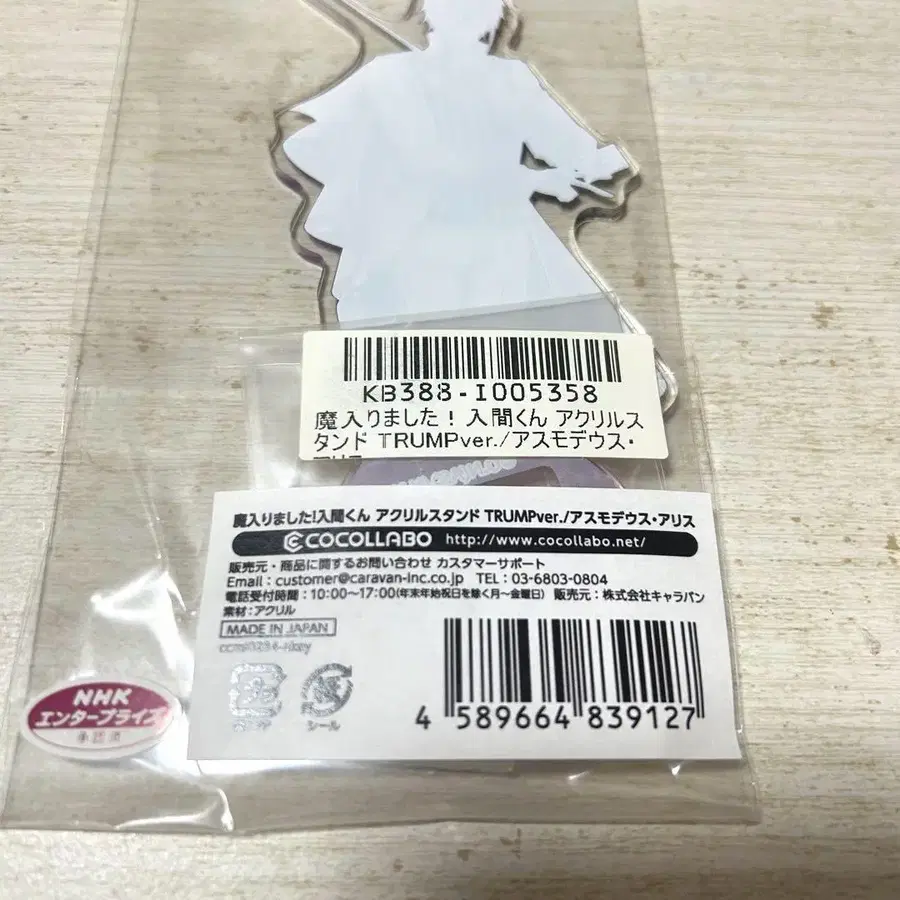 KB388-I005358
魔入りました！ 入間くん アクリルス
タンド TRUMPver./アスモデウス・
魔入りました!入間くん アクリルスタンド TRUMPver./アスモデウス・アリス
COCOLLABO http://www.cocollabo.net/
販売元・商品に関するお問い合わせ カスタマーサポート
Email：customer@caravan-inc.co.jp TEL：03-6803-0804
電話受付時間：10:00〜17:00(年末年始祝日を除く月〜金曜日) 販売元：株式会社キャラバン
素材：アクリル
MADE IN JAPAN
シール
4 589664 839127
NHK
エンタープライズ